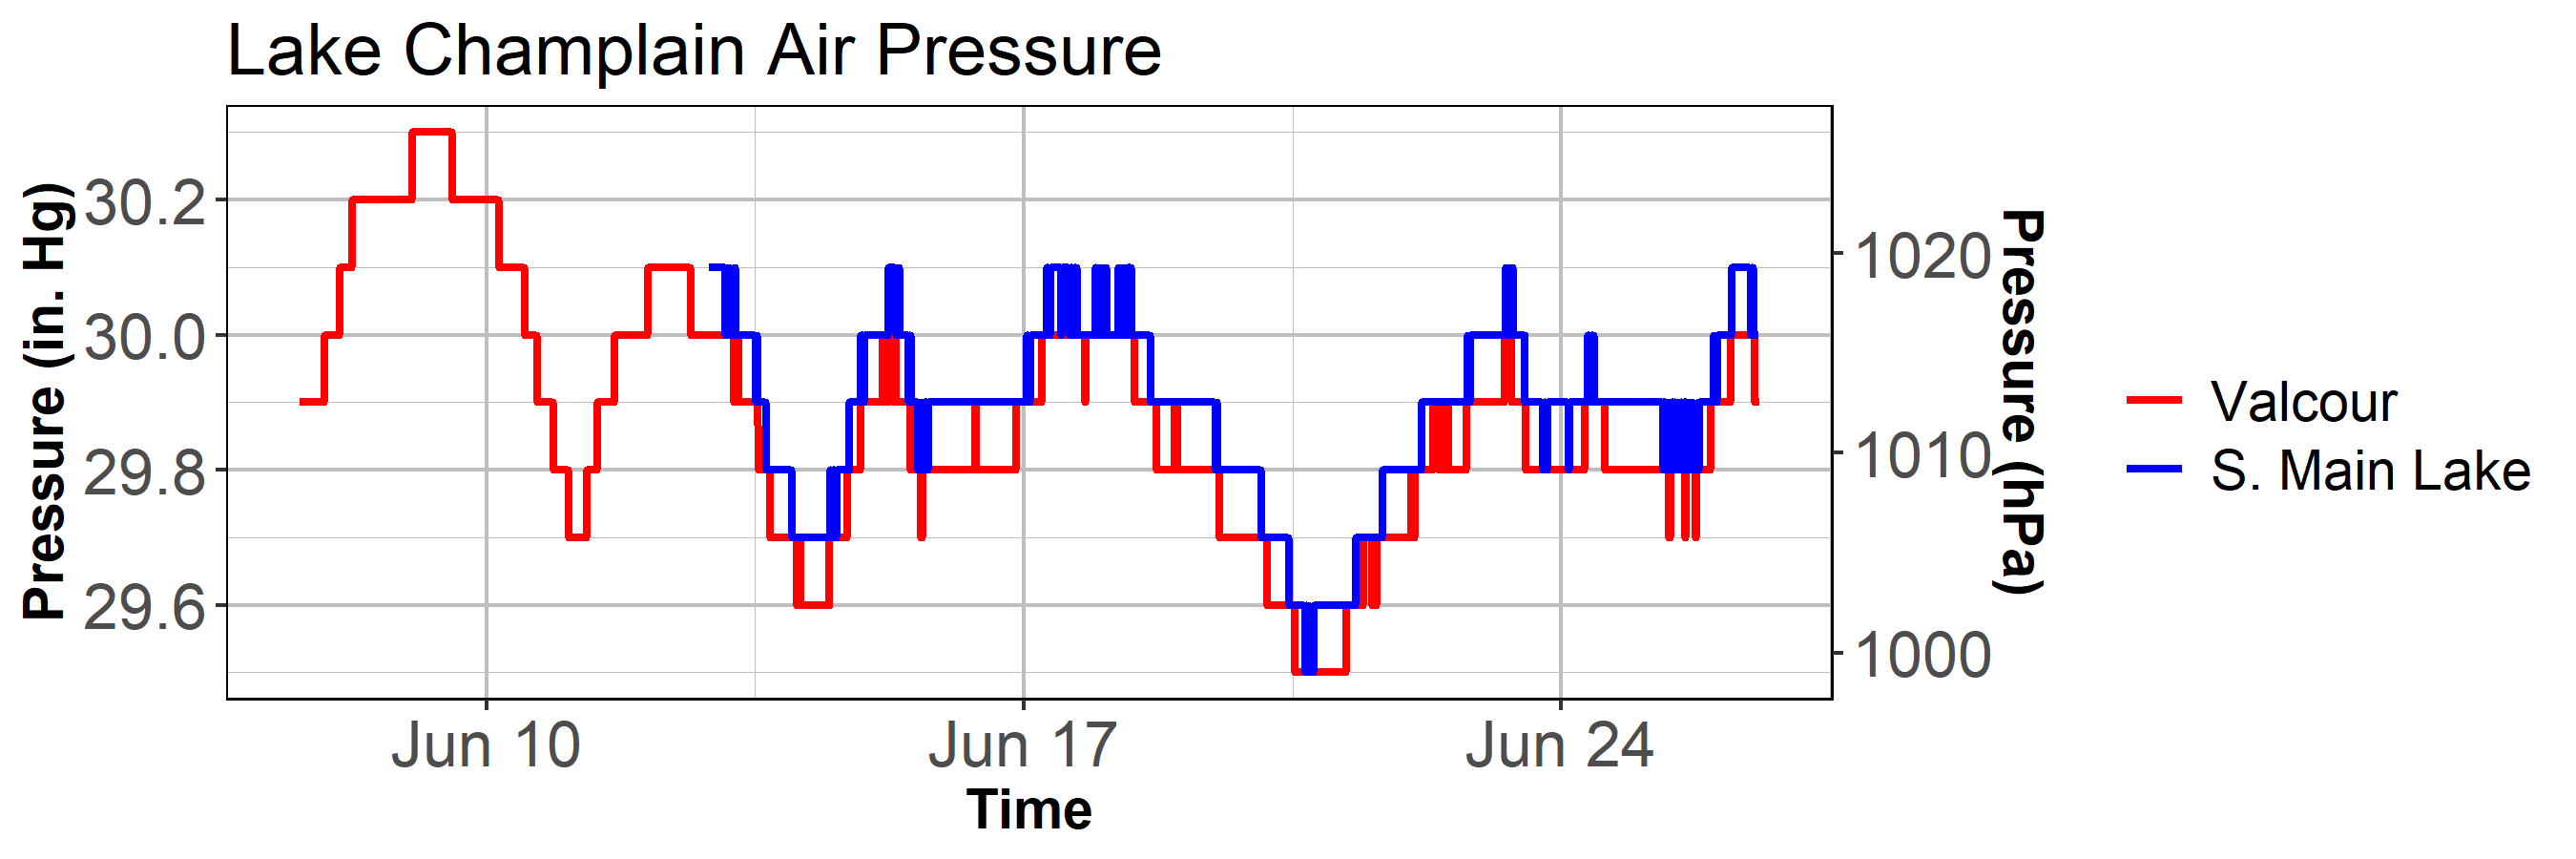 Lake Champlain Air Pressure
Pressure (in. Hg)
30.2
30.0
29.8
29.6
1020
1010
1000
Pressure (hPa)
Jun 10
Jun 17
Jun 24
Time
Valcour
S. Main Lake